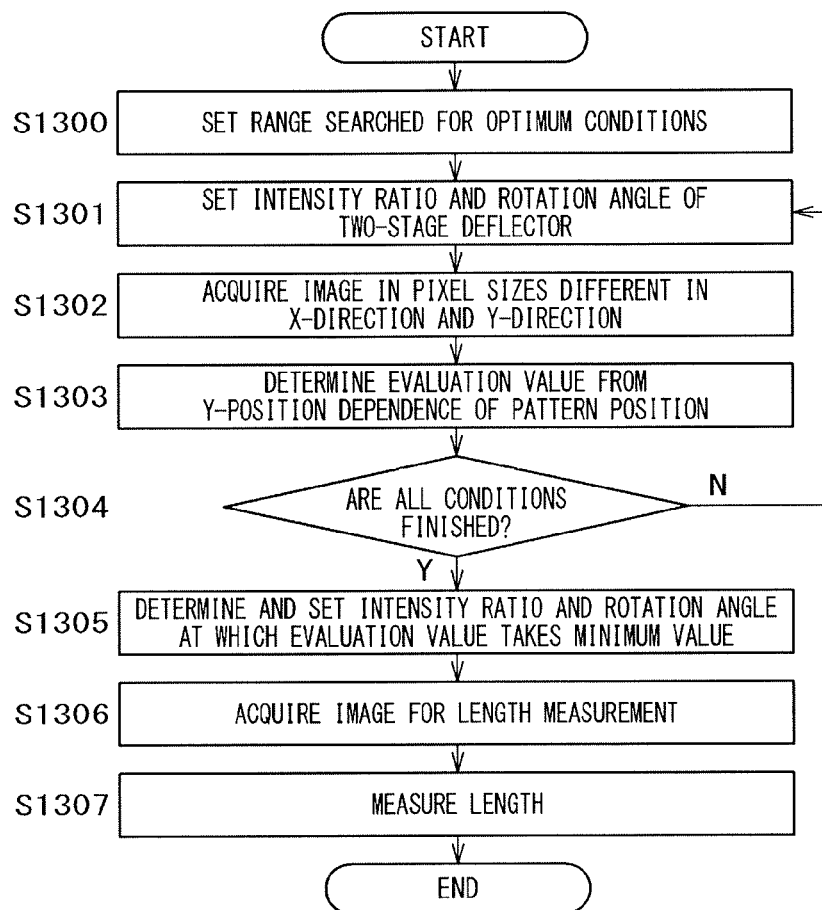 START
S1300
SET RANGE SEARCHED FOR OPTIMUM CONDITIONS
S1301
SET INTENSITY RATIO AND ROTATION ANGLE OF
TWO-STAGE DEFLECTOR
S1302
ACQUIRE IMAGE IN PIXEL SIZES DIFFERENT IN
X-DIRECTION AND Y-DIRECTION
S1303
DETERMINE EVALUATION VALUE FROM
Y-POSITION DEPENDENCE OF PATTERN POSITION
S1304
ARE ALL CONDITIONS
FINISHED?
N
Y
S1305
DETERMINE AND SET INTENSITY RATIO AND ROTATION ANGLE
AT WHICH EVALUATION VALUE TAKES MINIMUM VALUE
S1306
ACQUIRE IMAGE FOR LENGTH MEASUREMENT
S1307
MEASURE LENGTH
END